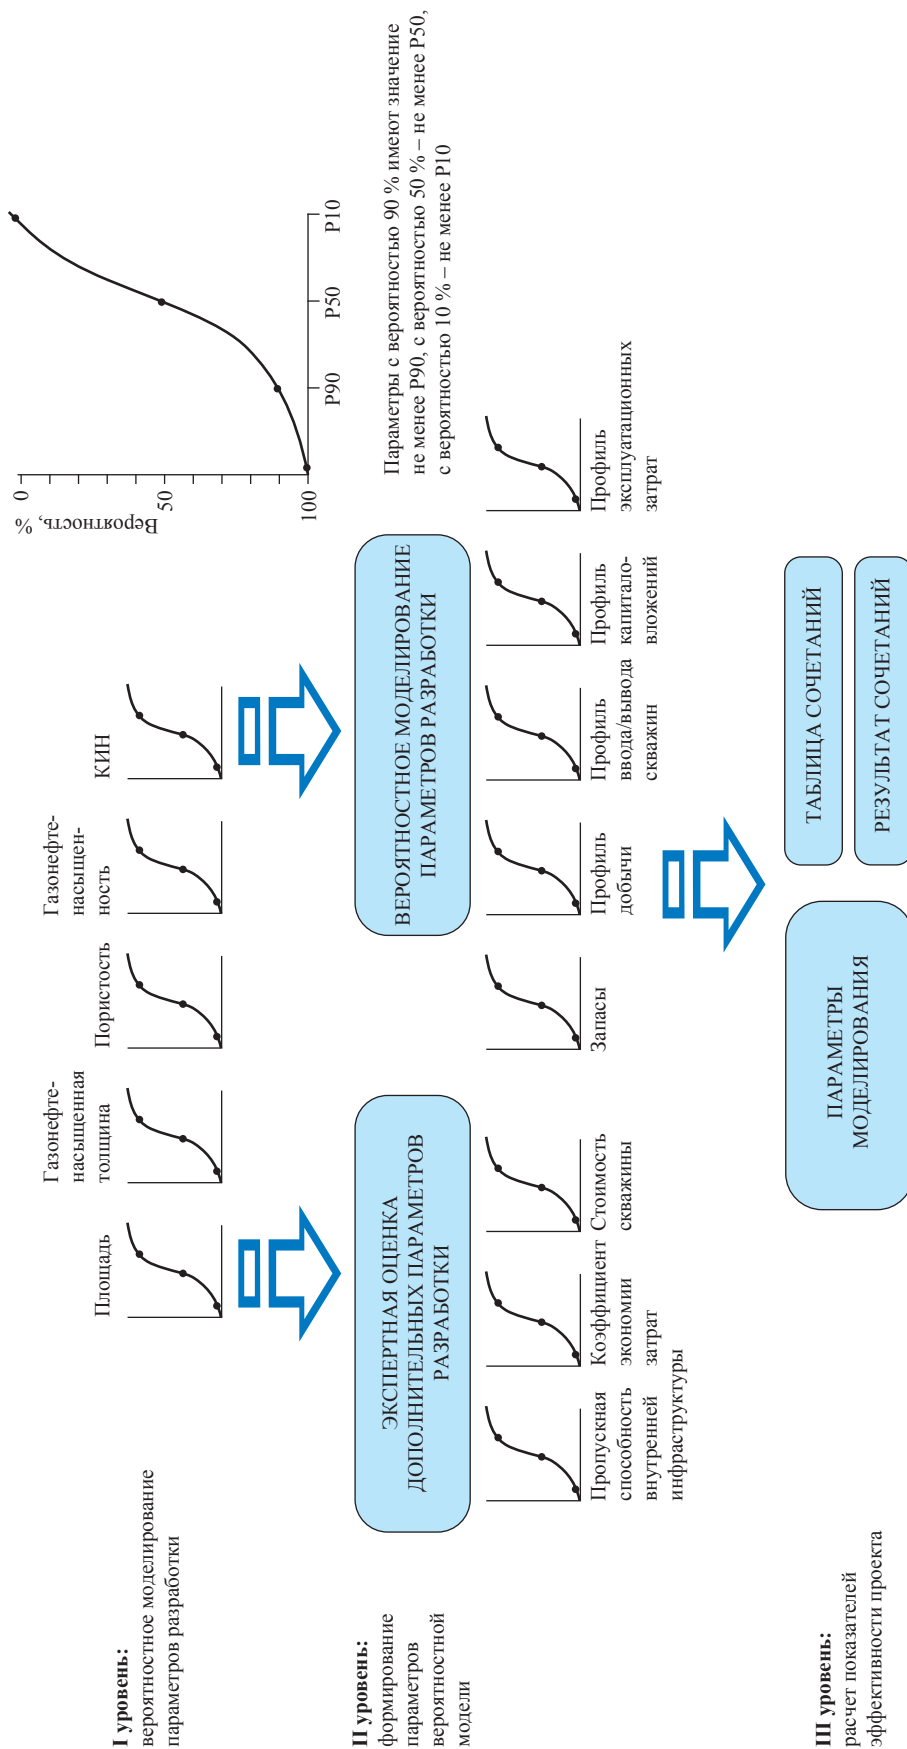 I уровень:
вероятностное моделирование
параметров разработки
Площадь
Газонефте-
насыщенная
толщина
Пористость
Газонефте-
насыщен-
ность
КИН
Вероятность, %
0
50
100
P90
P50
P10
Параметры с вероятностью 90 % имеют значение
не менее P90, с вероятностью 50 % – не менее P50,
с вероятностью 10 % – не менее P10
II уровень:
формирование
параметров
вероятностной
модели
ЭКСПЕРТНАЯ ОЦЕНКА
ДОПОЛНИТЕЛЬНЫХ ПАРАМЕТРОВ
РАЗРАБОТКИ
ВЕРОЯТНОСТНОЕ МОДЕЛИРОВАНИЕ
ПАРАМЕТРОВ РАЗРАБОТКИ
Пропускная
способность
внутренней
инфраструктуры
Коэффициент
экономии
затрат
Стоимость
скважины
Запасы
Профиль
добычи
Профиль
ввода/вывода
скважин
Профиль
капитало-
вложений
Профиль
эксплуатационных
затрат
III уровень:
расчет показателей
эффективности проекта
ПАРАМЕТРЫ
МОДЕЛИРОВАНИЯ
ТАБЛИЦА СОЧЕТАНИЙ
РЕЗУЛЬТАТ СОЧЕТАНИЙ